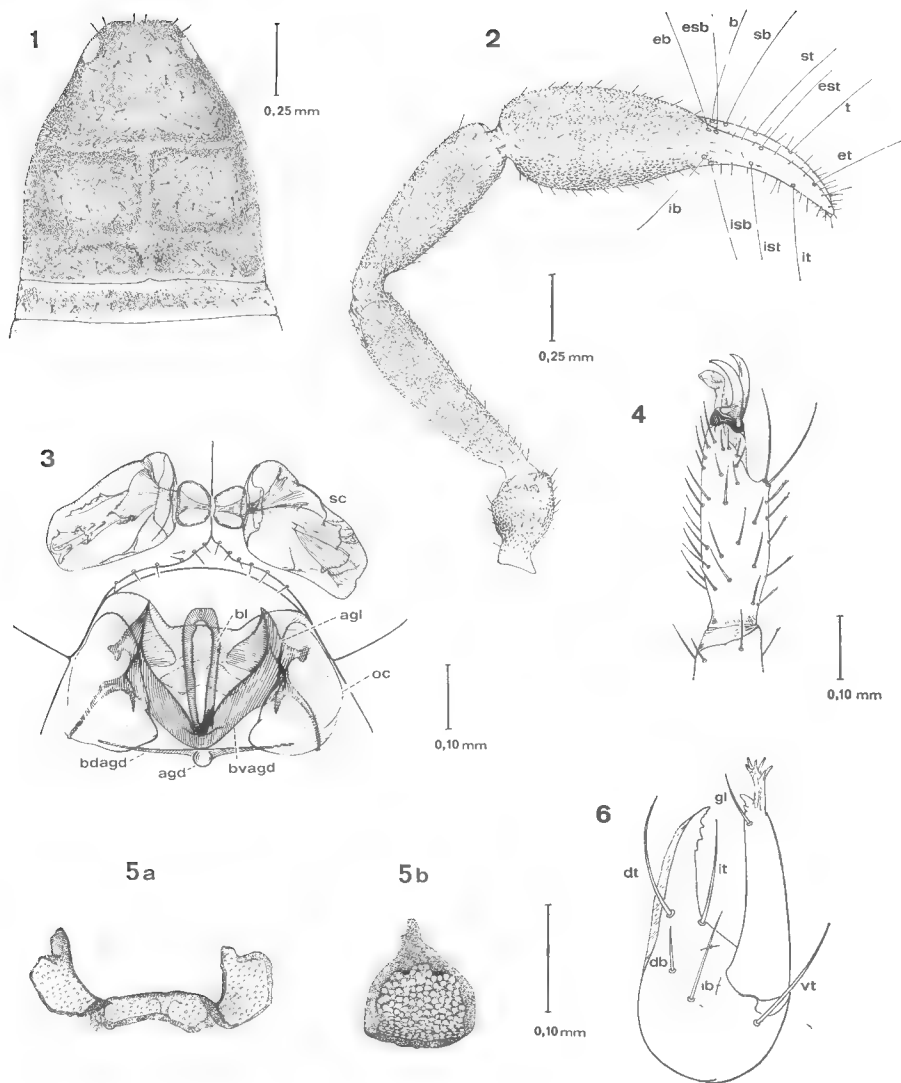 1
0,25 mm
2
eb
esb
b
sb
st
est
t
et
ib
isb
ist
it
0,25 mm
3
sc
bl
agl
oc
bdagd
agd
bvagd
0,10 mm
4
0,10 mm
5a
5b
0,10 mm
6
gl
dt
it
db
vt